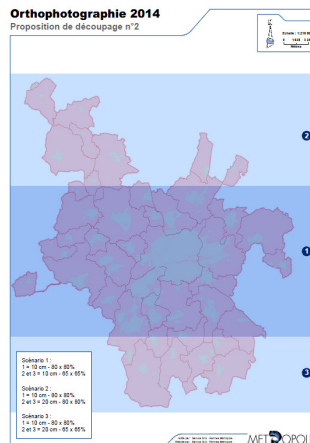 Orthophotographie 2014
Proposition de découpage n°2
Mètres
2
1
3
Scénario 1 :
1 = 10 cm - 80 x 80%
2 et 3 = 10 cm - 65 x 65%
Scénario 2 :
1 = 10 cm - 80 x 80%
2 et 3 = 20 cm - 80 x 80%
Scénario 3 :
1 = 10 cm - 80 x 80%
2 et 3 = 20 cm - 65 x 65%